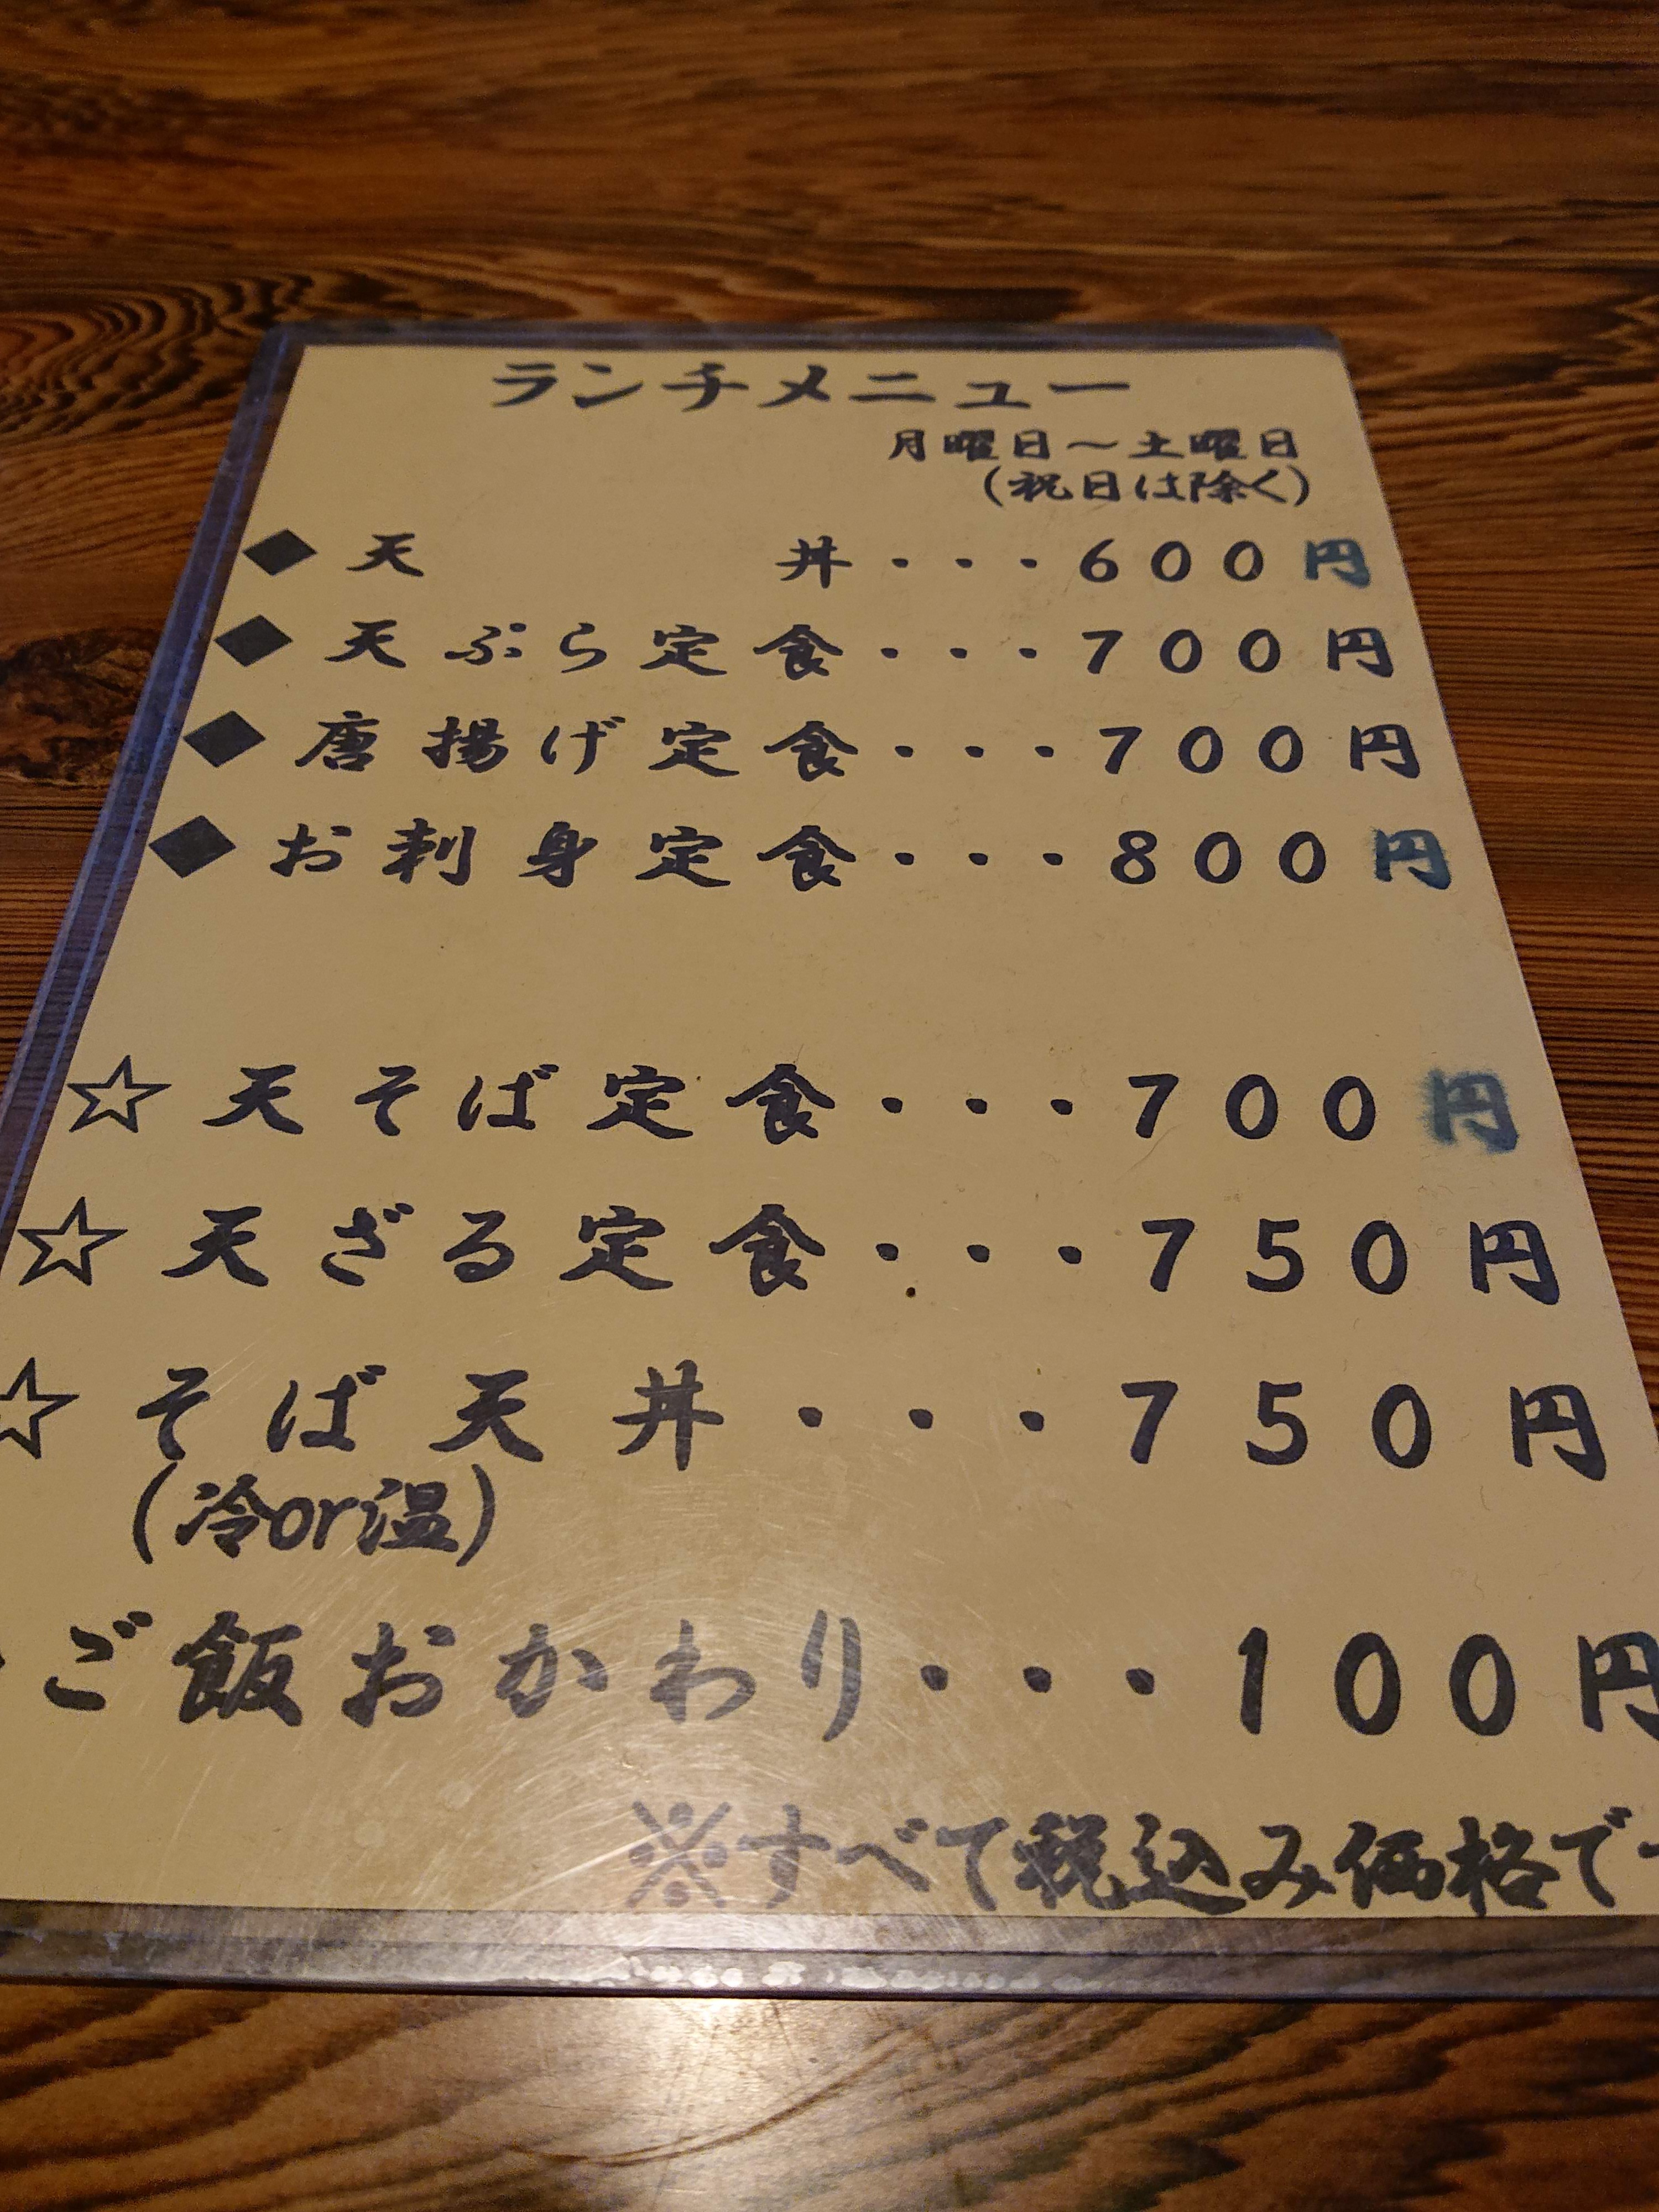 ランチメニュー
月曜日～土曜日
(祝日は除く)
◆天丼・・・600円
◆天ぷら定食・・・700円
◆唐揚げ定食・・・700円
◆お刺身定食・・・800円
☆天そば定食・・・700円
☆天ざる定食・・・750円
☆そば天丼・・・750円
(冷or温)
ご飯おかわり・・・100円
※すべて税込み価格で